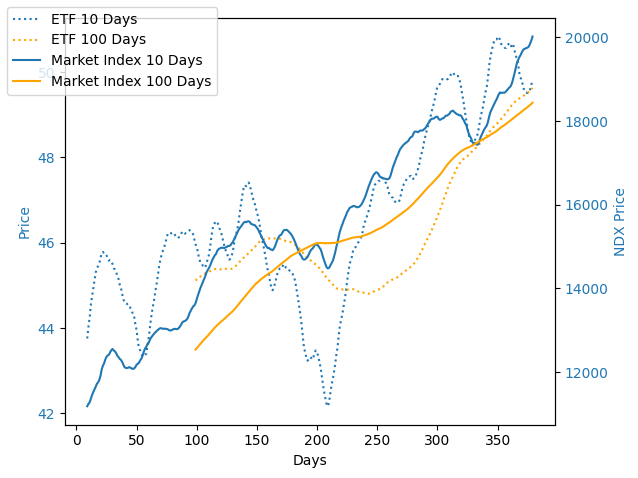 ETF 10 Days
ETF 100 Days
Market Index 10 Days
Market Index 100 Days
50
48
46
44
42
Price
20000
18000
16000
14000
12000
NDX Price
0 50 100 150 200 250 300 350
Days